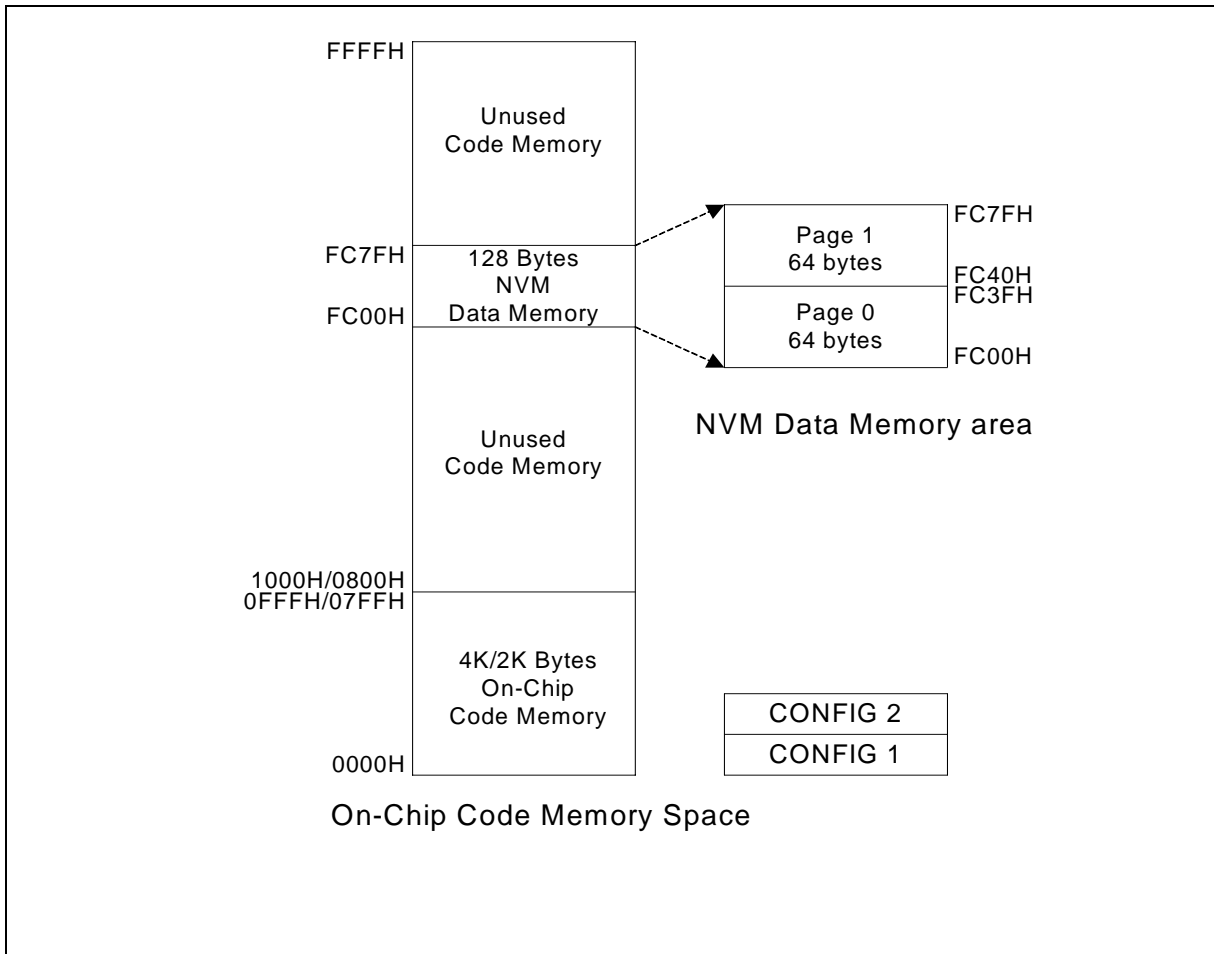 FFFFH
Unused
Code Memory
FC7FH
128 Bytes
NVM
Data Memory
FC00H
Unused
Code Memory
1000H/0800H
0FFFH/07FFH
4K/2K Bytes
On-Chip
Code Memory
0000H
On-Chip Code Memory Space
FC7FH
Page 1
64 bytes
FC40H
FC3FH
Page 0
64 bytes
FC00H
NVM Data Memory area
CONFIG 2
CONFIG 1